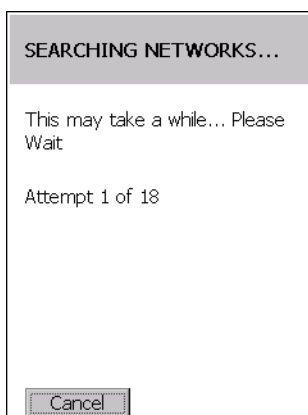 SEARCHING NETWORKS...
This may take a while... Please
Wait
Attempt 1 of 18
Cancel